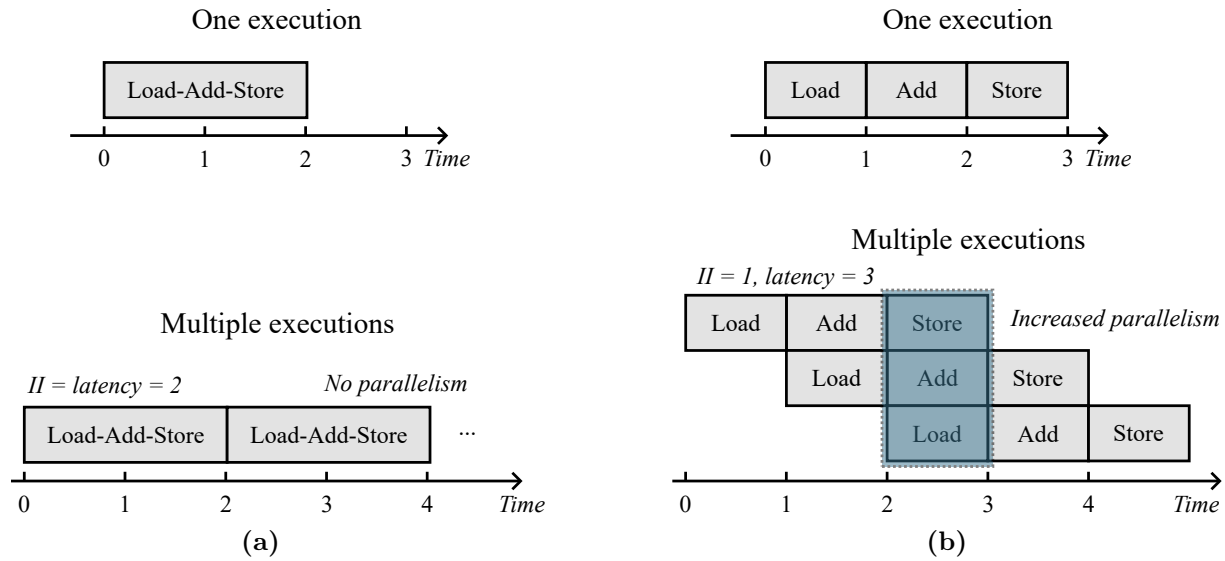 One execution
Load-Add-Store
0 1 2 3 Time
Multiple executions
II = latency = 2 No parallelism
Load-Add-Store Load-Add-Store ...
0 1 2 3 4 Time
(a)
One execution
Load Add Store
0 1 2 3 Time
Multiple executions
II = 1, latency = 3
Load Add Store Increased parallelism
Load Add Store
Load Add Store
0 1 2 3 4 Time
(b)